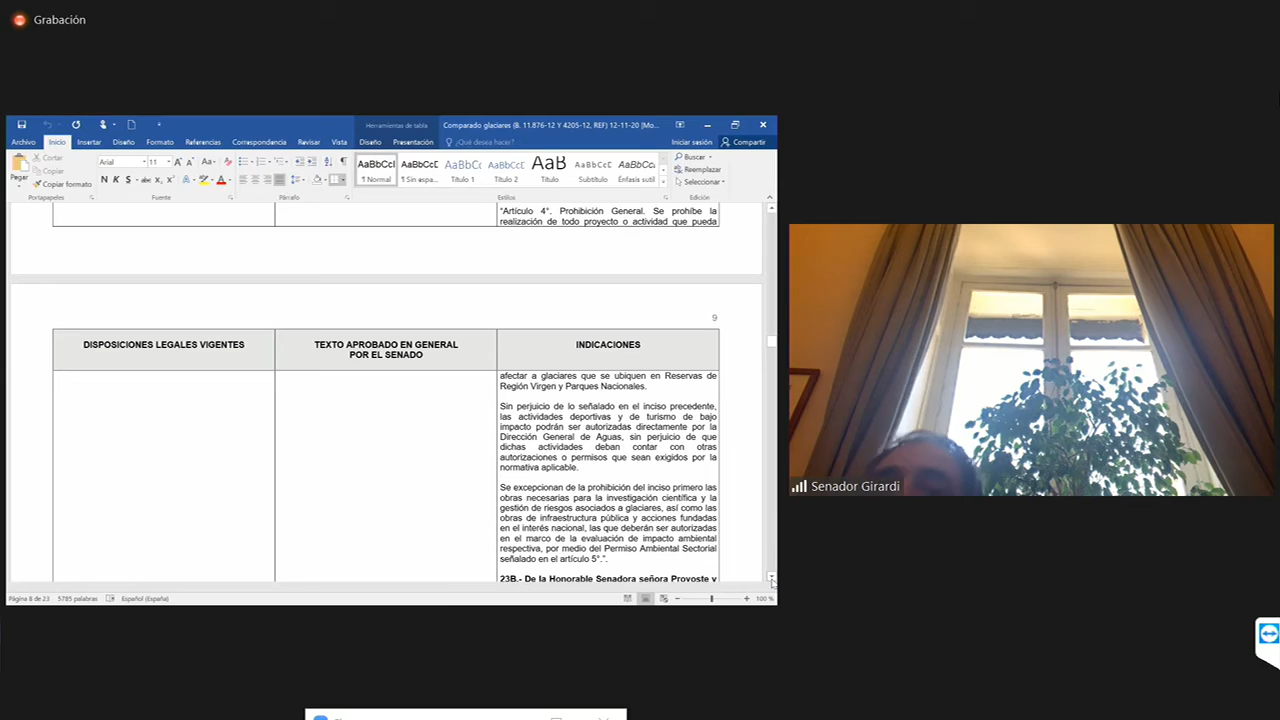 Grabación
Herramientas de tabla
Comparado glaciares (B. 11.876-12 Y 4205-12, REF) 12-11-20 [Mo...
Archivo Inicio Insertar Diseño Formato Referencias Correspondencia Revisar Vista Diseño Presentación ¿Qué desea hacer? Iniciar sesión Compartir
Pegar
Cortar
Copiar
Copiar formato
Portapapeles
Arial 11
N K S abc x₂ x²
Fuente
Párrafo
AaBbCcI AaBbCcD AaBbCc AaBbCcD AaB AaBbCcD AaBbCcD
¶ Normal ¶ Sin espa... Título 1 Título 2 Título Subtítulo Énfasis sutil
Estilos
Buscar
Reemplazar
Seleccionar
Edición
"Artículo 4°. Prohibición General. Se prohíbe la
realización de todo proyecto o actividad que pueda
9
DISPOSICIONES LEGALES VIGENTES
TEXTO APROBADO EN GENERAL
POR EL SENADO
INDICACIONES
afectar a glaciares que se ubiquen en Reservas de
Región Virgen y Parques Nacionales.
Sin perjuicio de lo señalado en el inciso precedente,
las actividades deportivas y de turismo de bajo
impacto podrán ser autorizadas directamente por la
Dirección General de Aguas, sin perjuicio de que
dichas actividades deban contar con otras
autorizaciones o permisos que sean exigidos por la
normativa aplicable.
Se excepcionan de la prohibición del inciso primero las
obras necesarias para la investigación científica y la
gestión de riesgos asociados a glaciares, así como las
obras de infraestructura pública y acciones fundadas
en el interés nacional, las que deberán ser autorizadas
en el marco de la evaluación de impacto ambiental
respectiva, por medio del Permiso Ambiental Sectorial
señalado en el artículo 5°.".
23B.- De la Honorable Senadora señora Provoste y
Página 8 de 23 5785 palabras Español (España) 100 %
Senador Girardi